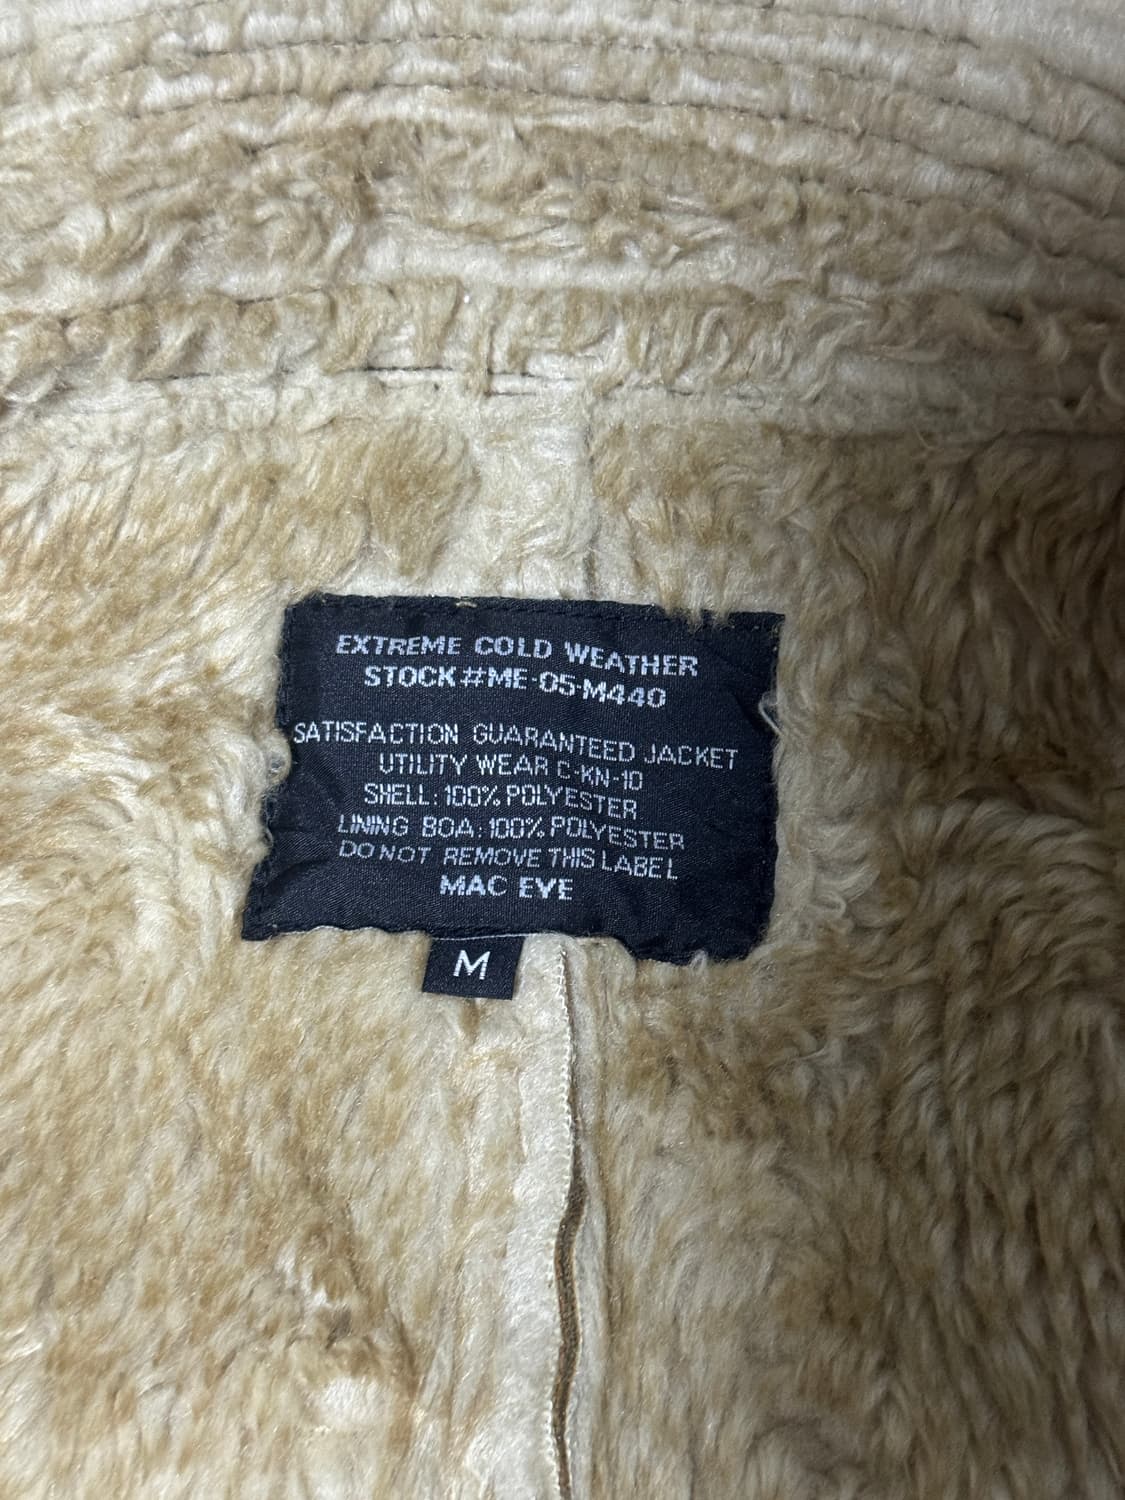 EXTREME COLD WEATHER
STOCK#ME-05-M440
SATISFACTION GUARANTEED JACKET
UTILITY WEAR C-KN-10
SHELL: 100% POLYESTER
LINING BOA: 100% POLYESTER
DO NOT REMOVE THIS LABEL
MAC EVE
M